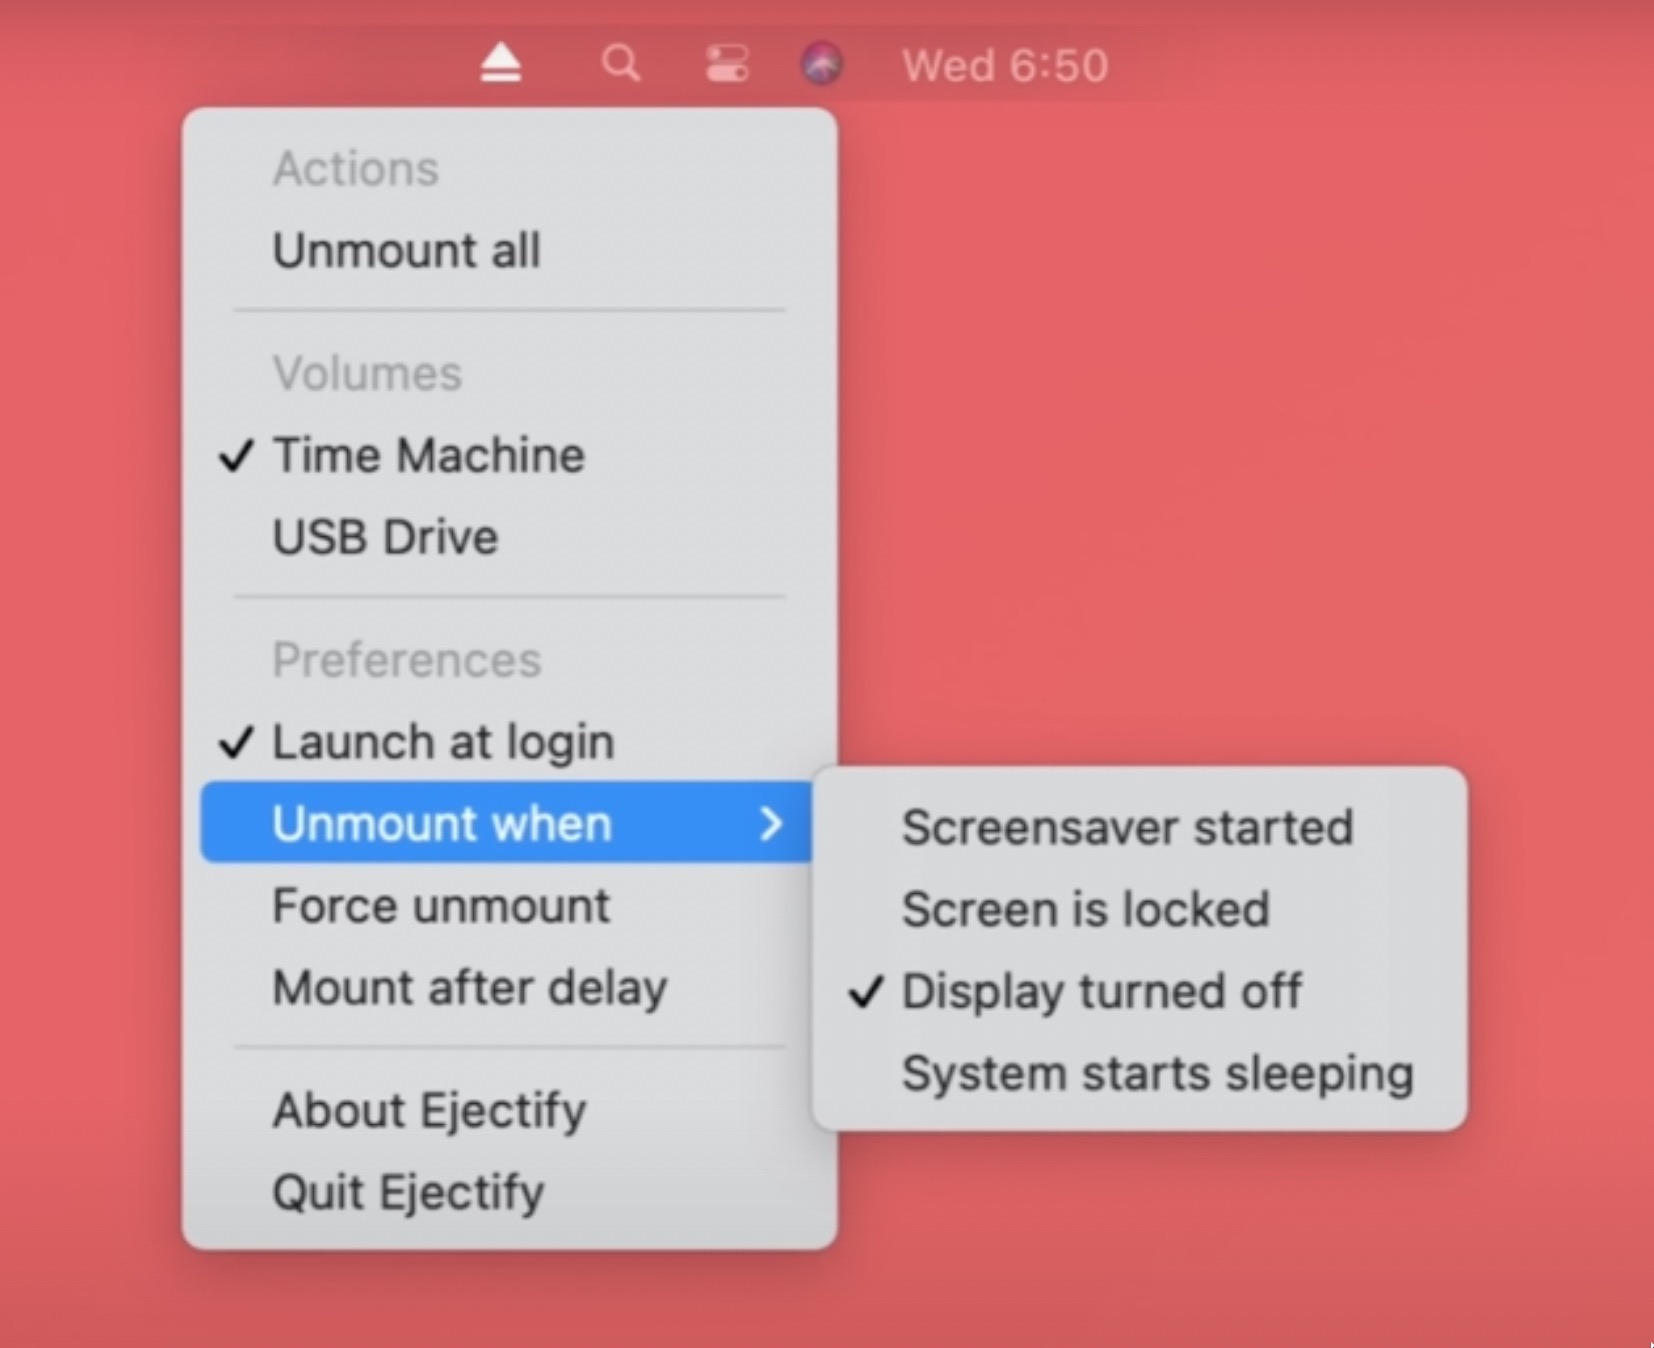 Wed 6:50
Actions
Unmount all
Volumes
Time Machine
USB Drive
Preferences
Launch at login
Unmount when
Force unmount
Mount after delay
About Ejectify
Quit Ejectify
Screensaver started
Screen is locked
Display turned off
System starts sleeping